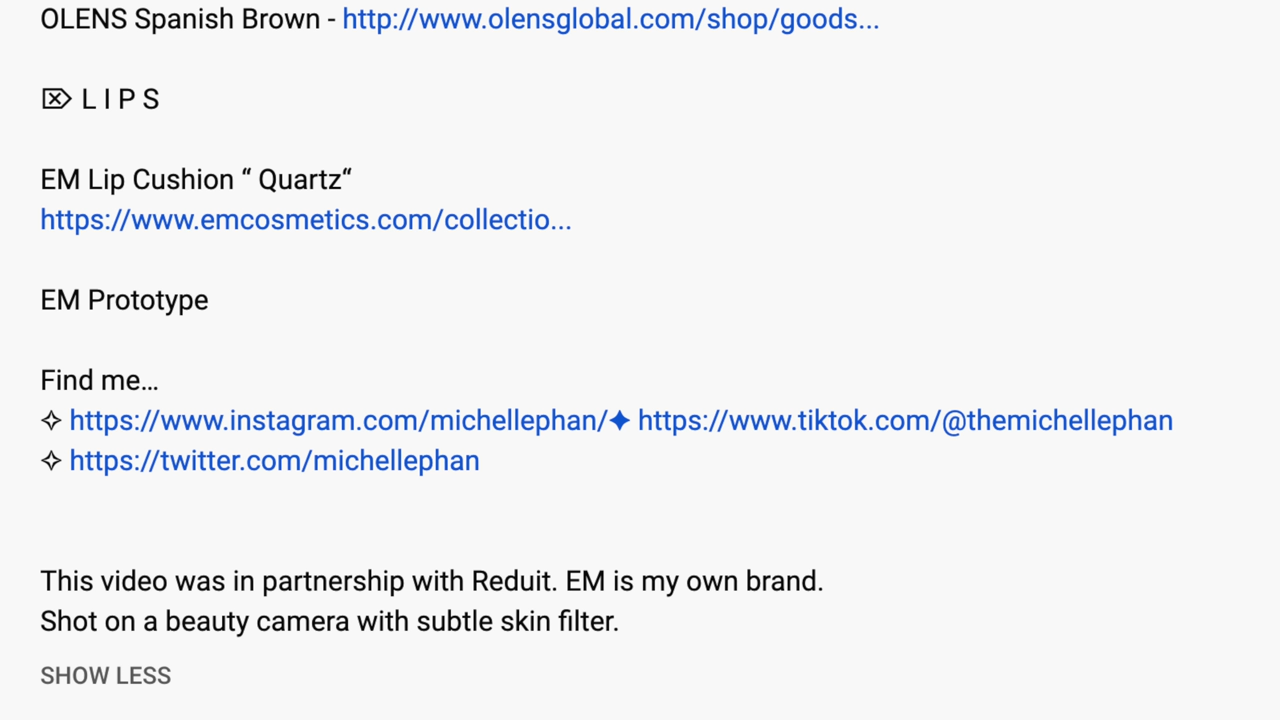 OLENS Spanish Brown - http://www.olensglobal.com/shop/goods...
⌦ L I P S
EM Lip Cushion “ Quartz“
https://www.emcosmetics.com/collectio...
EM Prototype
Find me…
✧ https://www.instagram.com/michellephan/✦ https://www.tiktok.com/@themichellephan
✧ https://twitter.com/michellephan
This video was in partnership with Reduit. EM is my own brand.
Shot on a beauty camera with subtle skin filter.
SHOW LESS